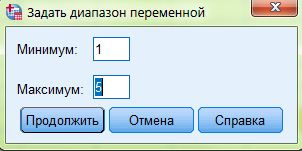 Задать диапазон переменной
Минимум: 1
Максимум: 5
Продолжить Отмена Справка